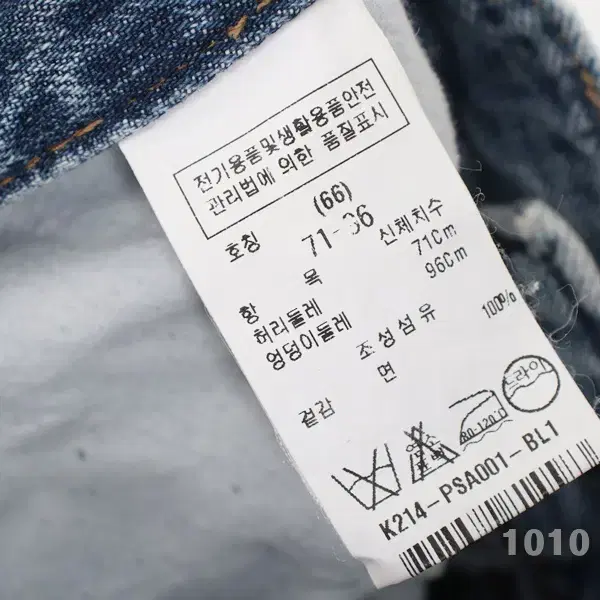 전기용품및생활용품안전
관리법에 의한 품질표시
(66)
호칭 71-96
항 목 신체치수
허리둘레 71Cm
엉덩이둘레 96Cm
조성섬유
겉감 면 100%
드라이
80-120℃
K214-PSA001-BL1
1010